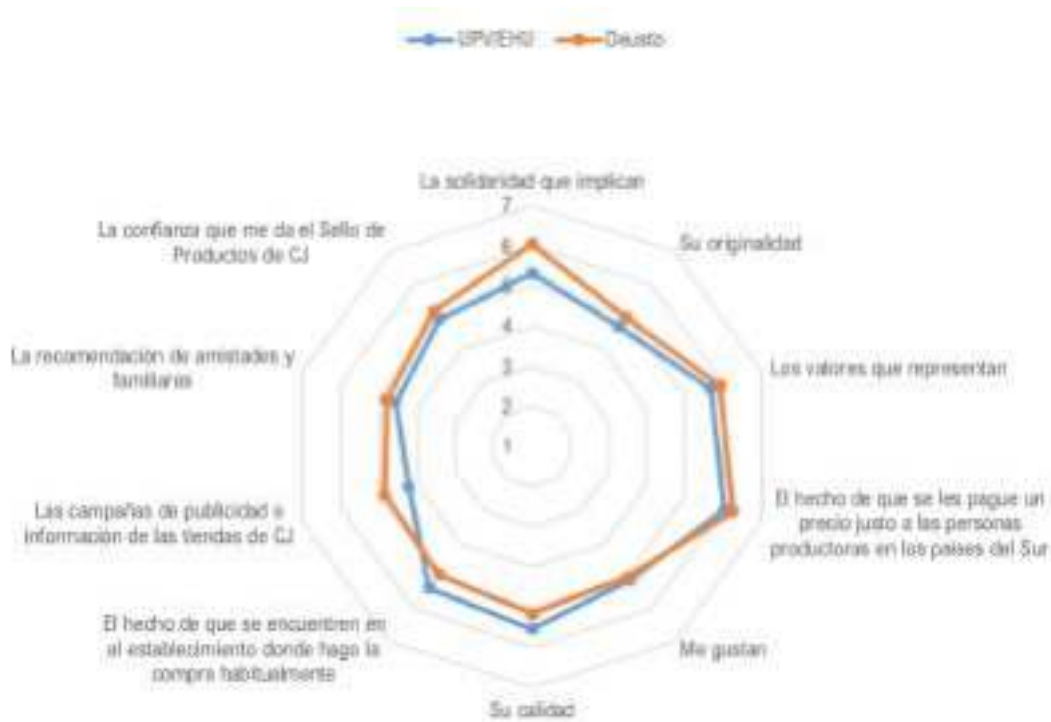 UPV/EHU Deusto
La solidaridad que implican
7
La confianza que me da el Sello de
Productos de CJ
Su originalidad
6
5
4
La recomendación de amistades y
familiares
Los valores que representan
3
2
1
El hecho de que se les pague un
precio justo a las personas
productoras en los países del Sur
Las campañas de publicidad e
información de las tiendas de CJ
El hecho de que se encuentren en
el establecimiento donde hago la
compra habitualmente
Me gustan
Su calidad